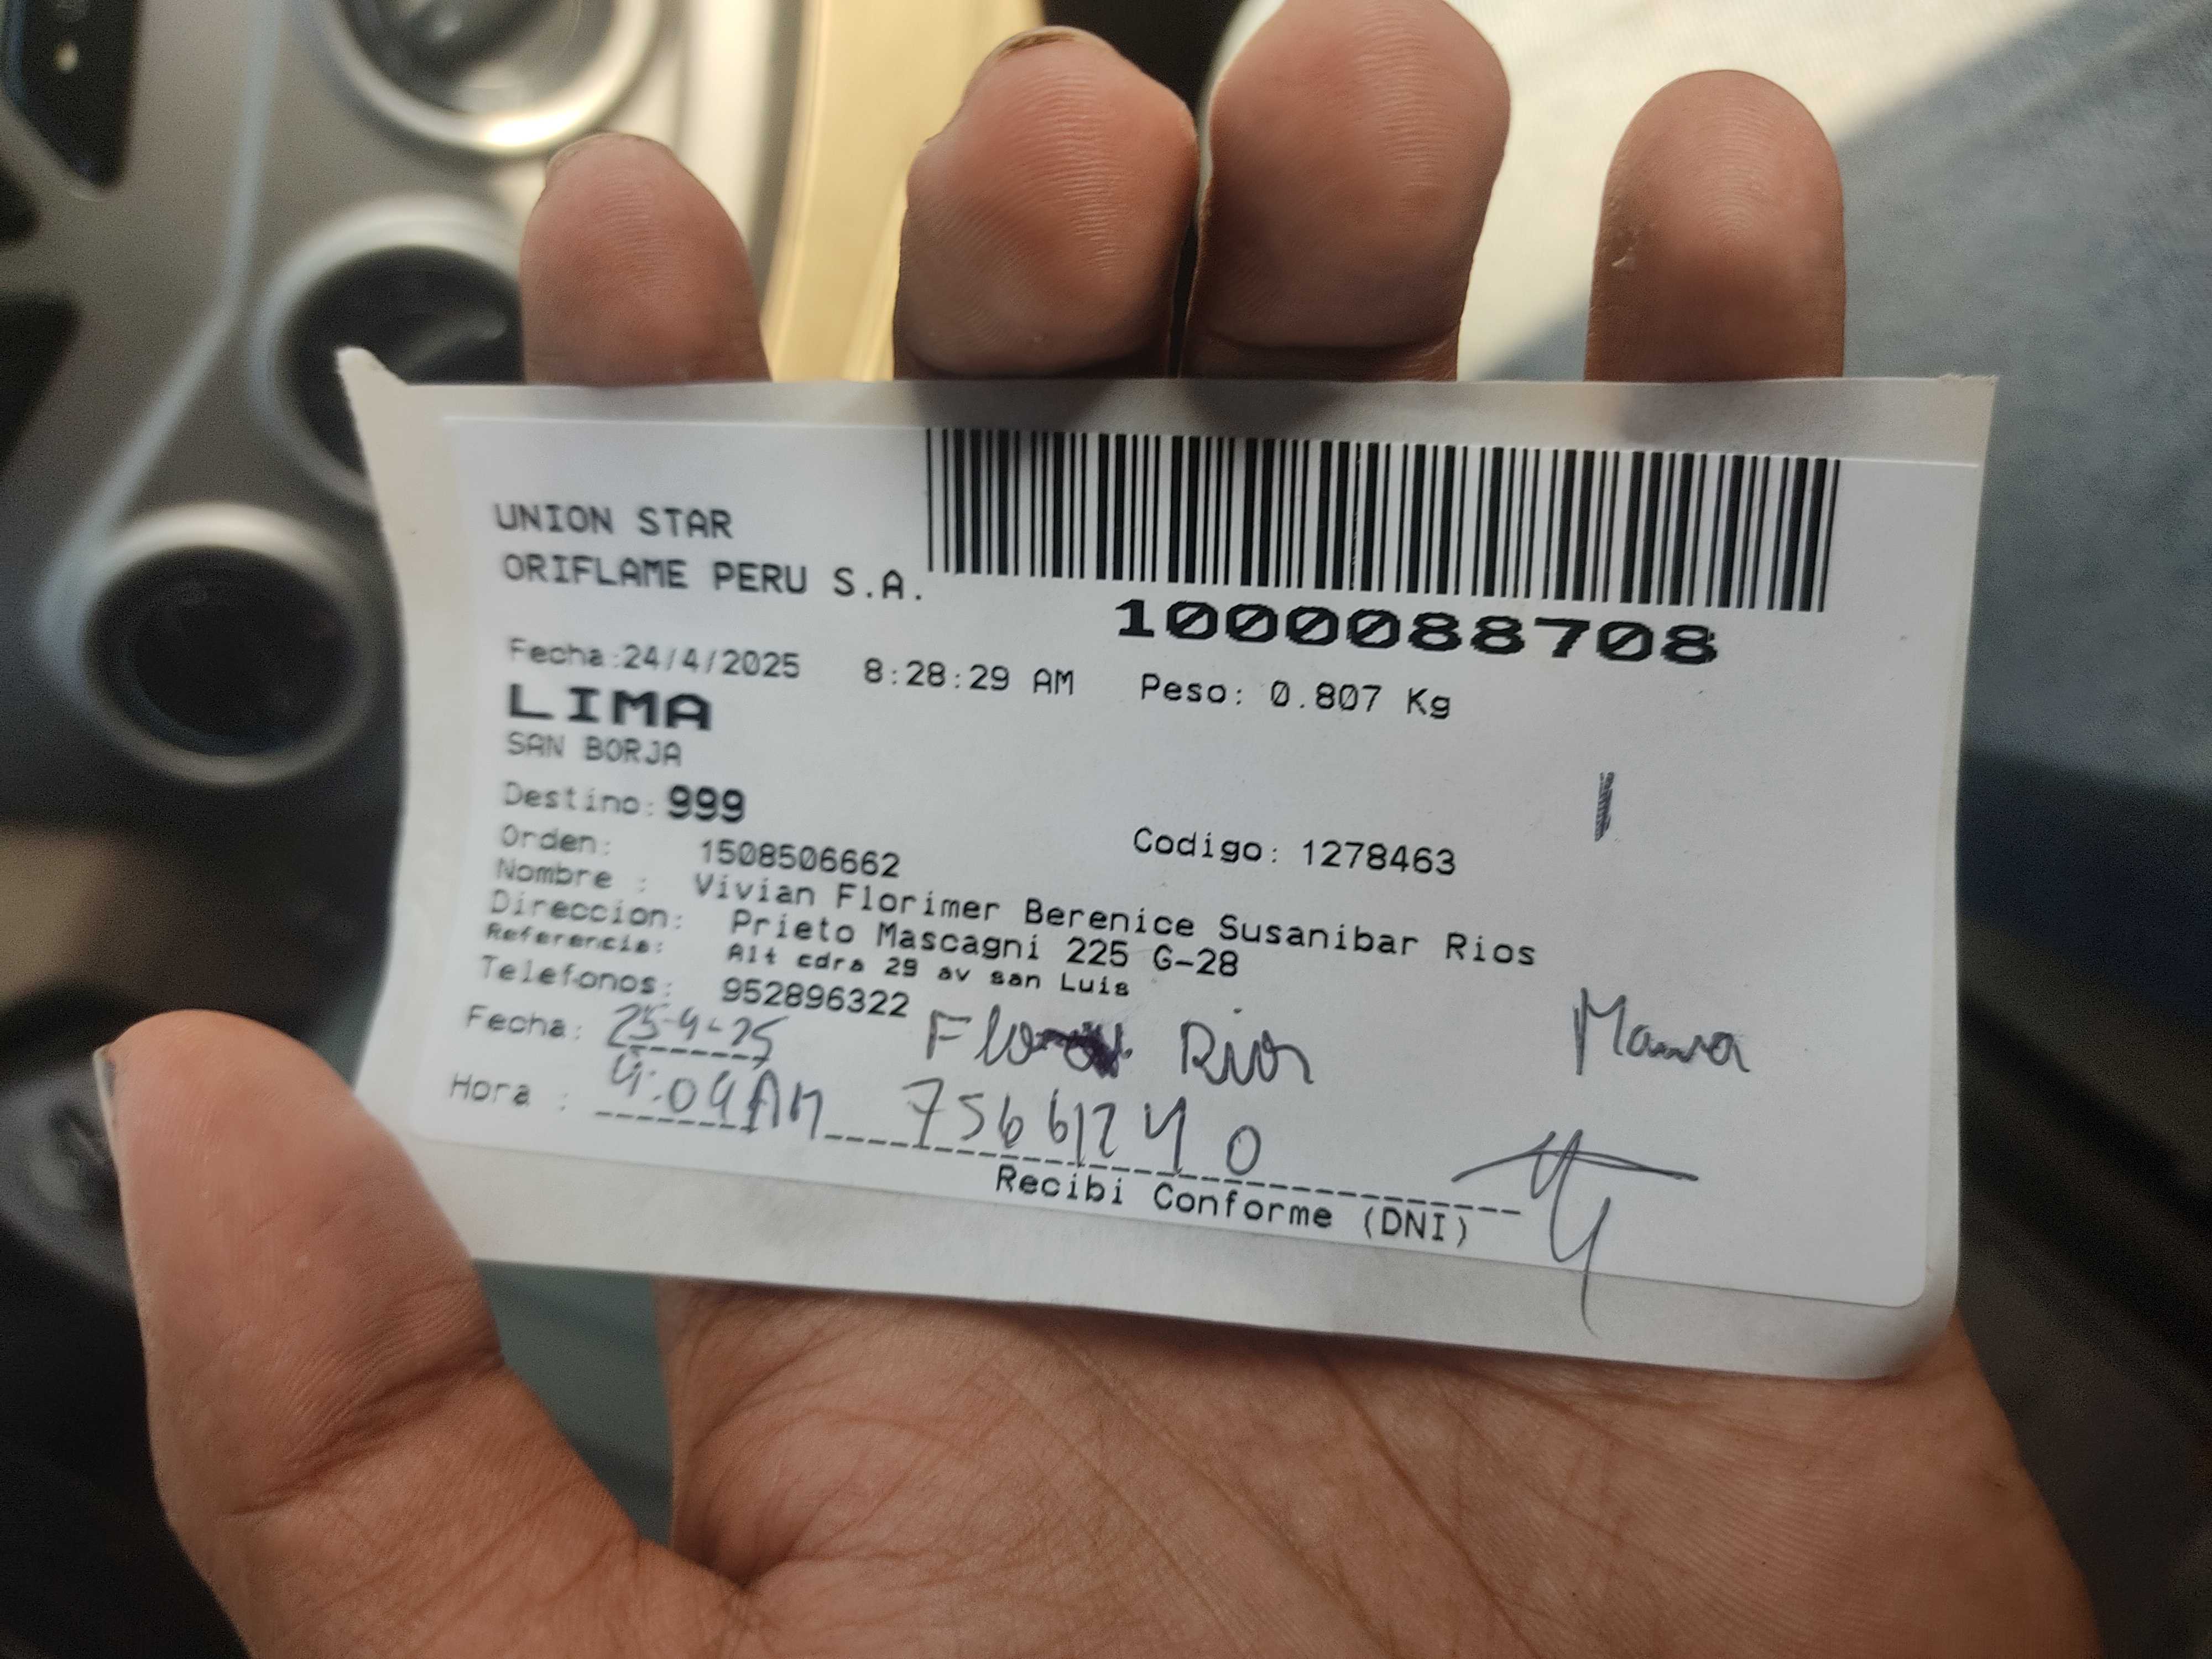 UNION STAR
ORIFLAME PERU S.A.
1000088708
Fecha:24/4/2025 8:28:29 AM Peso: 0.807 Kg
LIMA
SAN BORJA
Destino: 999
Orden: 1508506662 Codigo: 1278463
Nombre : Vivian Florimer Berenice Susanibar Rios
Direccion: Prieto Mascagni 225 G-28
Referencia: Alt cdra 29 av san Luis
Telefonos: 952896322
Fecha: 25-4-25 Rios Mama
Hora : 9:09AM 75661240
Recibi Conforme (DNI)